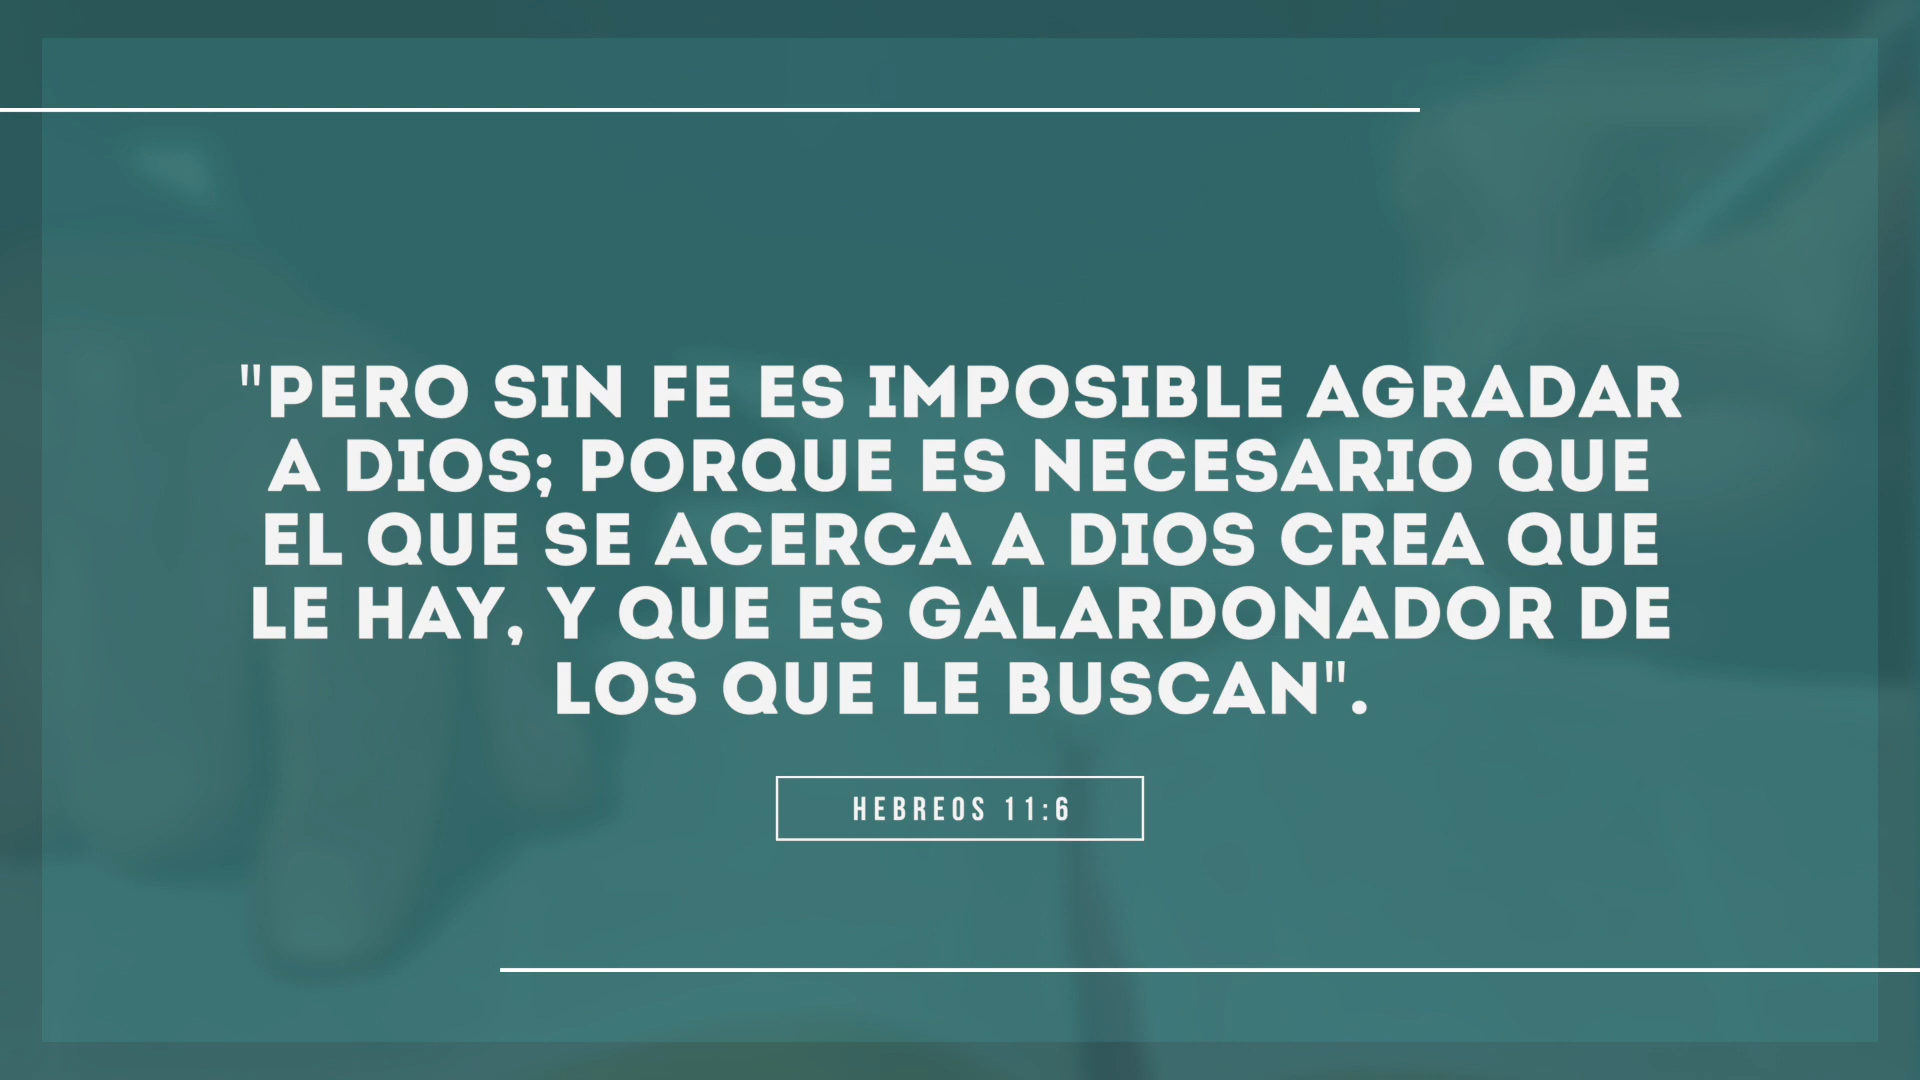 "PERO SIN FE ES IMPOSIBLE AGRADAR
A DIOS; PORQUE ES NECESARIO QUE
EL QUE SE ACERCA A DIOS CREA QUE
LE HAY, Y QUE ES GALARDONADOR DE
LOS QUE LE BUSCAN".
HEBREOS 11:6